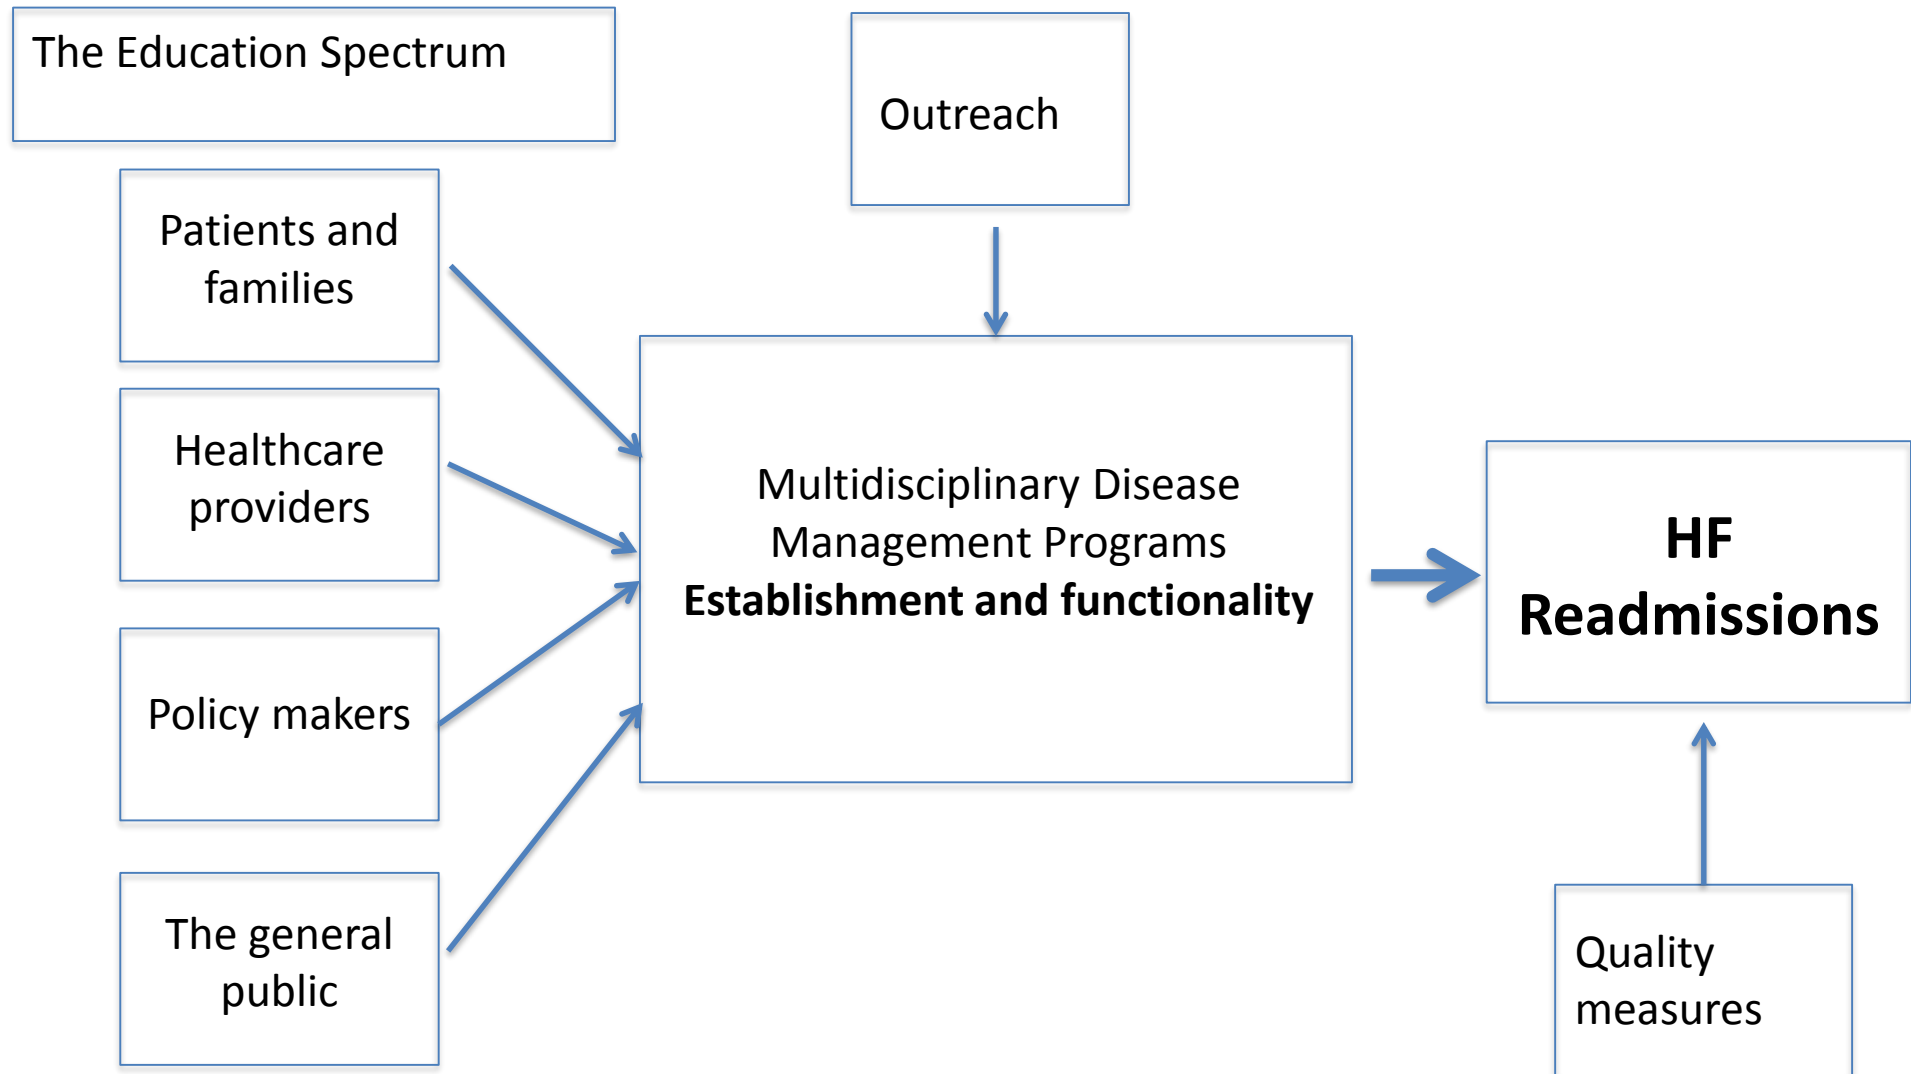 The Education Spectrum
Outreach
Patients and
families
Healthcare
providers
Policy makers
The general
public
Multidisciplinary Disease
Management Programs
Establishment and functionality
HF
Readmissions
Quality
measures